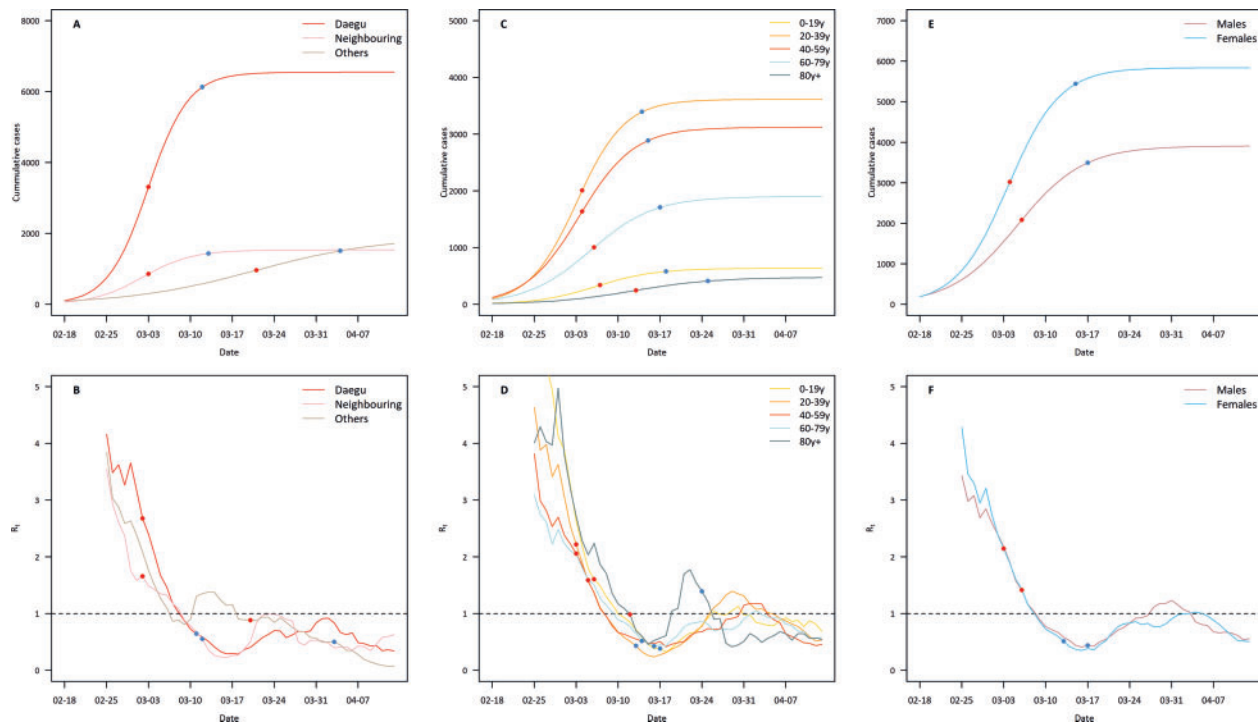 A
Daegu
Neighbouring
Others
8000
6000
4000
2000
0
Cummulative cases
02-18 02-25 03-03 03-10 03-17 03-24 03-31 04-07
Date
C
0-19y
20-39y
40-59y
60-79y
80y+
5000
4000
3000
2000
1000
0
Cumulative cases
02-18 02-25 03-03 03-10 03-17 03-24 03-31 04-07
Date
E
Males
Females
7000
6000
5000
4000
3000
2000
1000
0
Cumulative cases
02-18 02-25 03-03 03-10 03-17 03-24 03-31 04-07
Date
B
Daegu
Neighbouring
Others
5
4
3
2
1
0
Rt
02-18 02-25 03-03 03-10 03-17 03-24 03-31 04-07
Date
D
0-19y
20-39y
40-59y
60-79y
80y+
5
4
3
2
1
0
Rt
02-18 02-25 03-03 03-10 03-17 03-24 03-31 04-07
Date
F
Males
Females
5
4
3
2
1
0
Rt
02-18 02-25 03-03 03-10 03-17 03-24 03-31 04-07
Date